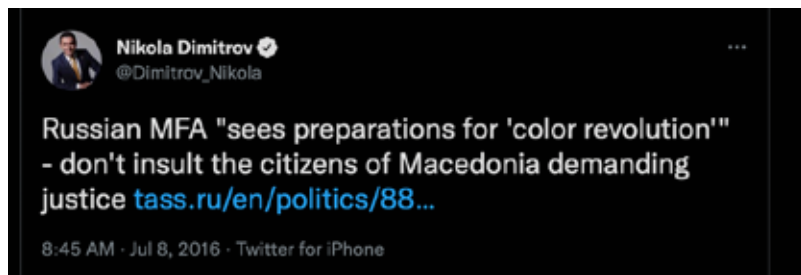 Nikola Dimitrov
@Dimitrov_Nikola
...
Russian MFA "sees preparations for 'color revolution'"
- don't insult the citizens of Macedonia demanding
justice tass.ru/en/politics/88...
8:45 AM · Jul 8, 2016 · Twitter for iPhone